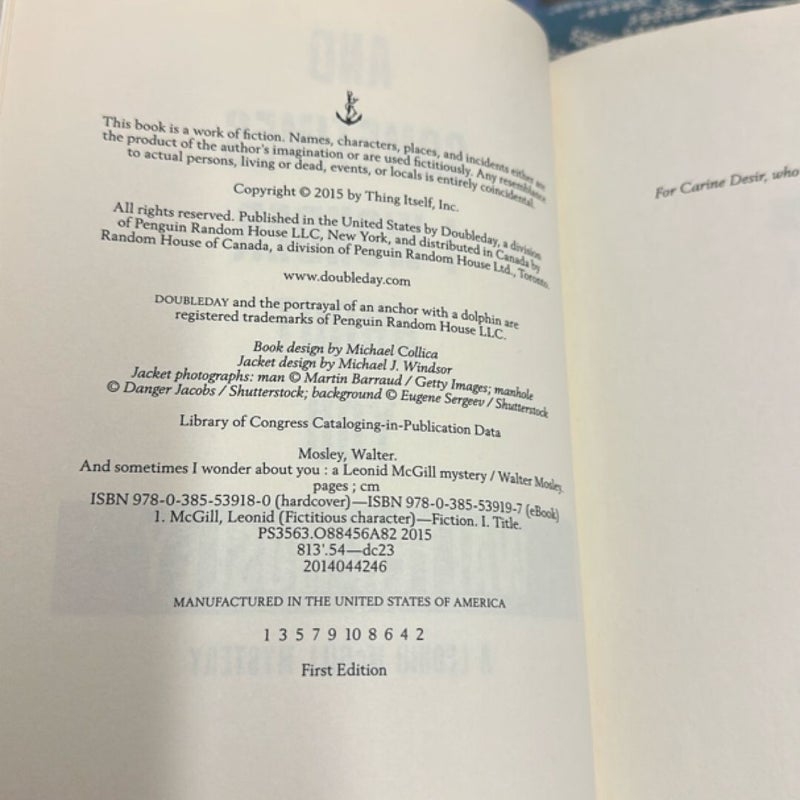 This book is a work of fiction. Names, characters, places, and incidents either are
the product of the author's imagination or are used fictitiously. Any resemblance
to actual persons, living or dead, events, or locals is entirely coincidental.
Copyright © 2015 by Thing Itself, Inc.
All rights reserved. Published in the United States by Doubleday, a division
of Penguin Random House LLC, New York, and distributed in Canada by
Random House of Canada, a division of Penguin Random House Ltd., Toronto.
www.doubleday.com
DOUBLEDAY and the portrayal of an anchor with a dolphin are
registered trademarks of Penguin Random House LLC.
Book design by Michael Collica
Jacket design by Michael J. Windsor
Jacket photographs: man © Martin Barraud / Getty Images; manhole
© Danger Jacobs / Shutterstock; background © Eugene Sergeev / Shutterstock
Library of Congress Cataloging-in-Publication Data
Mosley, Walter.
And sometimes I wonder about you : a Leonid McGill mystery / Walter Mosley.
pages ; cm
ISBN 978-0-385-53918-0 (hardcover)—ISBN 978-0-385-53919-7 (eBook)
1. McGill, Leonid (Fictitious character)—Fiction. I. Title.
PS3563.O88456A82 2015
813'.54—dc23
2014044246
MANUFACTURED IN THE UNITED STATES OF AMERICA
1 3 5 7 9 10 8 6 4 2
First Edition
For Carine Desir, who